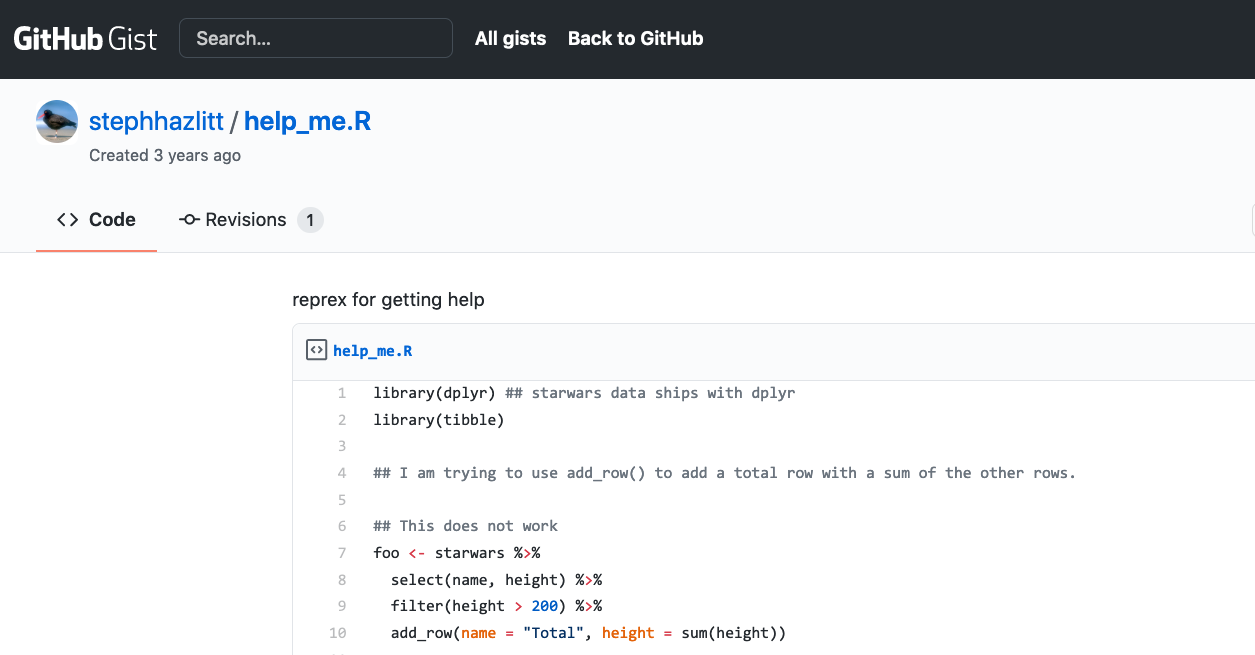 GitHub Gist Search... All gists Back to GitHub
stephhazlitt / help_me.R
Created 3 years ago
<> Code Revisions 1
reprex for getting help
<> help_me.R
1 library(dplyr) ## starwars data ships with dplyr
2 library(tibble)
3
4 ## I am trying to use add_row() to add a total row with a sum of the other rows.
5
6 ## This does not work
7 foo <- starwars %>%
8 select(name, height) %>%
9 filter(height > 200) %>%
10 add_row(name = "Total", height = sum(height))